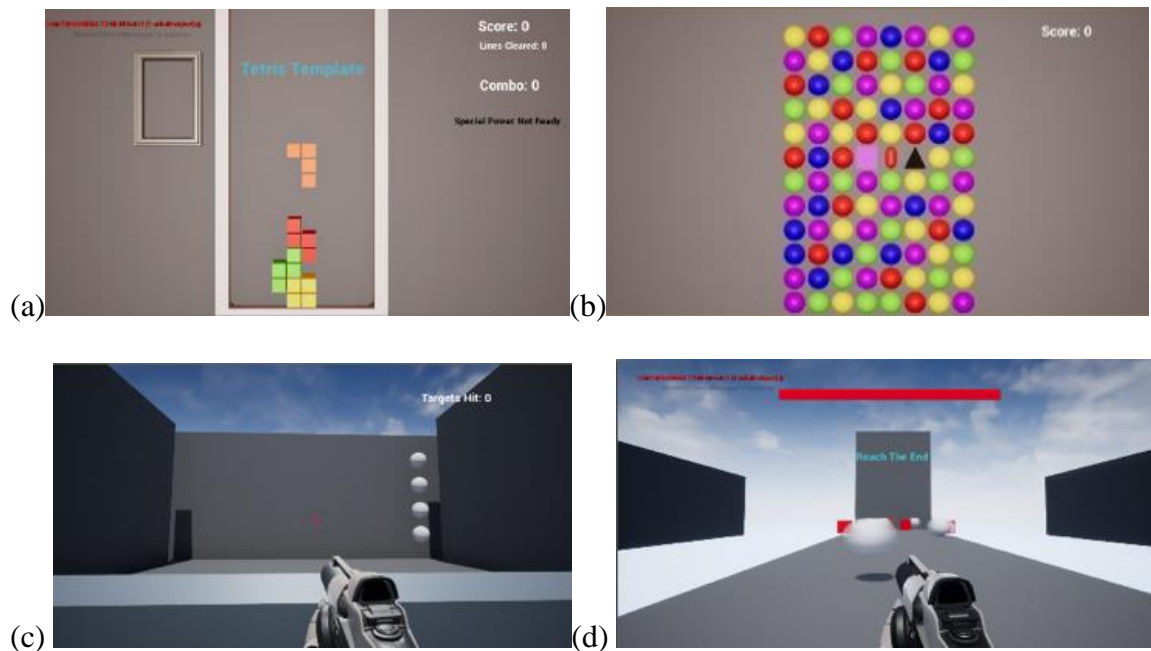 Score: 0
Lines Cleared: 0
Tetris Template
Combo: 0
Special Power Not Ready
(a)
Score: 0
(b)
Targets Hit: 0
(c)
Reach The End
(d)